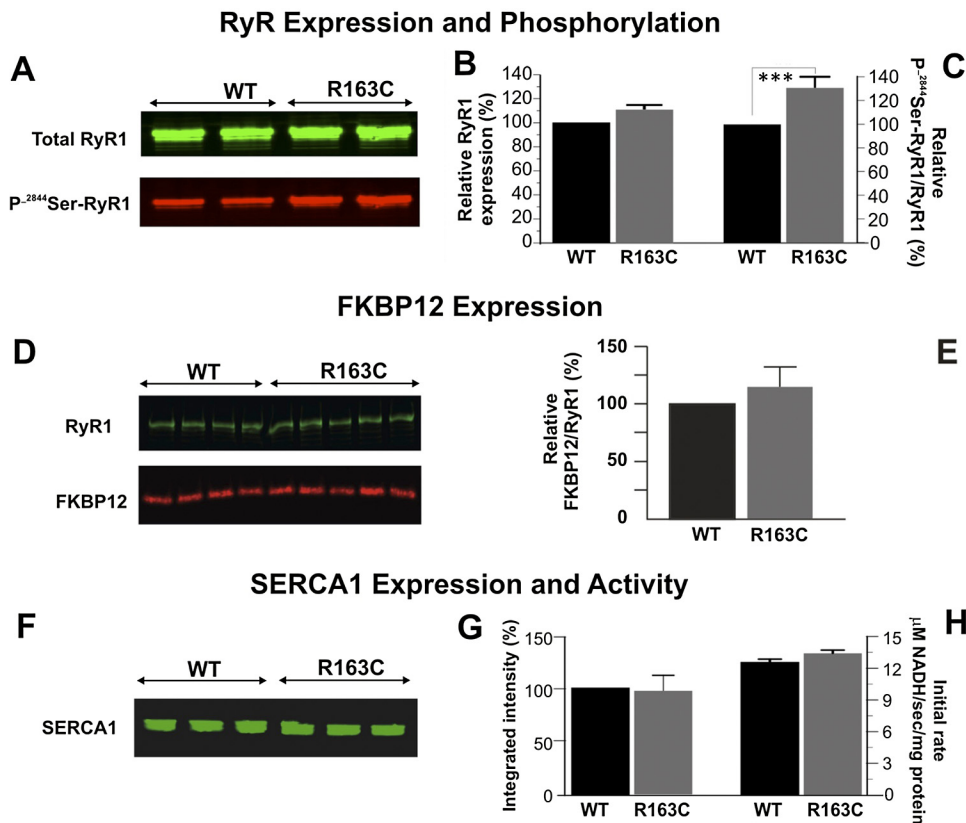 RyR Expression and Phosphorylation
A
WT
R163C
Total RyR1
P-2844Ser-RyR1
B
Relative RyR1
expression (%)
140
120
100
80
60
40
20
0
WT
R163C
***
WT
R163C
140
120
100
80
60
40
20
0
Relative
P-2844Ser-RyR1/RyR1 (%)
C
FKBP12 Expression
D
WT
R163C
RyR1
FKBP12
Relative
FKBP12/RyR1 (%)
150
100
50
0
WT
R163C
E
SERCA1 Expression and Activity
F
WT
R163C
SERCA1
G
Integrated intensity (%)
150
100
50
0
WT
R163C
WT
R163C
15
12
9
6
3
0
Initial rate
μM NADH/sec/mg protein
H